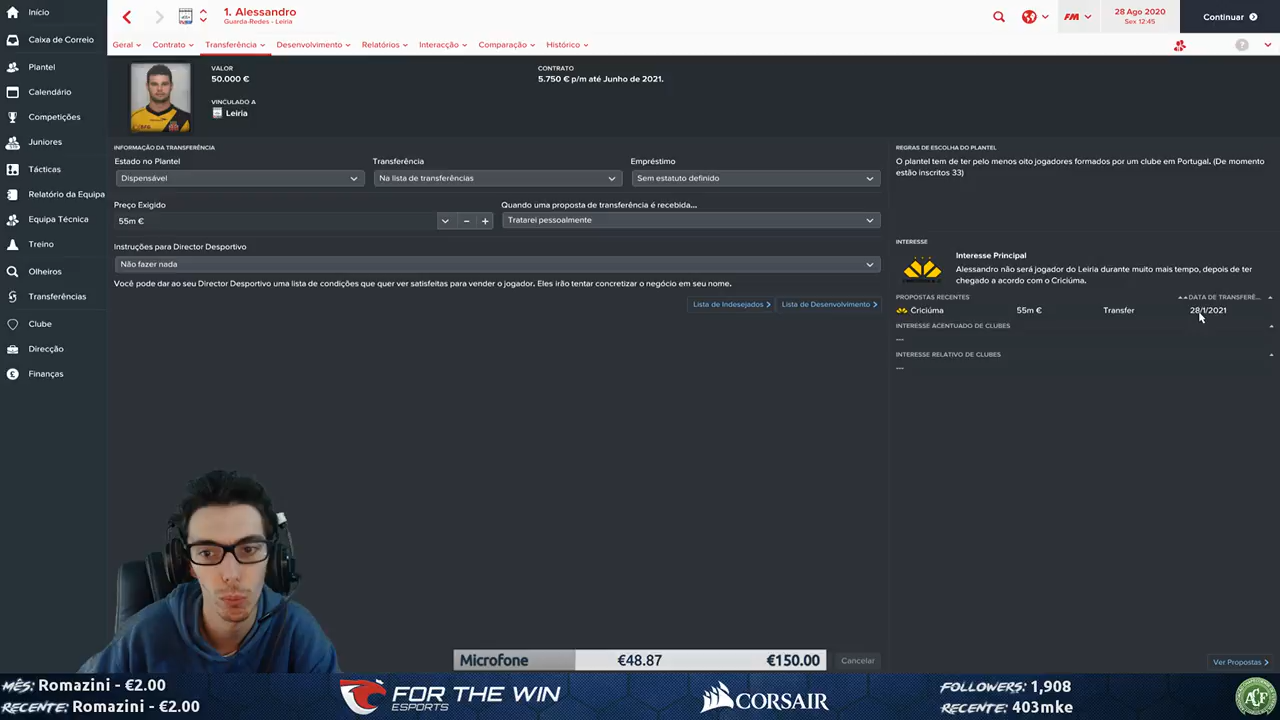 Início
Caixa de Correio
Plantel
Calendário
Competições
Juniores
Tácticas
Relatório da Equipa
Equipa Técnica
Treino
Olheiros
Transferências
Clube
Direcção
Finanças
1. Alessandro
Guarda-Redes - Leiria
FM
28 Ago 2020
Sex 12:45
Continuar
Geral
Contrato
Transferência
Desenvolvimento
Relatórios
Interacção
Comparação
Histórico
VALOR
50.000 €
VINCULADO A
Leiria
CONTRATO
5.750 € p/m até Junho de 2021.
INFORMAÇÃO DA TRANSFERÊNCIA
Estado no Plantel
Dispensável
Transferência
Na lista de transferências
Empréstimo
Sem estatuto definido
Preço Exigido
55m €
Quando uma proposta de transferência é recebida...
Tratarei pessoalmente
Instruções para Director Desportivo
Não fazer nada
Você pode dar ao seu Director Desportivo uma lista de condições que quer ver satisfeitas para vender o jogador. Eles irão tentar concretizar o negócio em seu nome.
Lista de Indesejados >
Lista de Desenvolvimento >
REGRAS DE ESCOLHA DO PLANTEL
O plantel tem de ter pelo menos oito jogadores formados por um clube em Portugal. (De momento
estão inscritos 33)
INTERESSE
Interesse Principal
Alessandro não será jogador do Leiria durante muito mais tempo, depois de ter
chegado a acordo com o Criciúma.
PROPOSTAS RECENTES
DATA DE TRANSFERÊ...
Criciúma
55m €
Transfer
28/1/2021
INTERESSE ACENTUADO DE CLUBES
---
INTERESSE RELATIVO DE CLUBES
---
Microfone
€48.87
€150.00
Cancelar
Ver Propostas >
MÊS: Romazini - €2.00
RECENTE: Romazini - €2.00
FOR THE WIN
ESPORTS
CORSAIR
FOLLOWERS: 1,908
RECENTE: 403mke